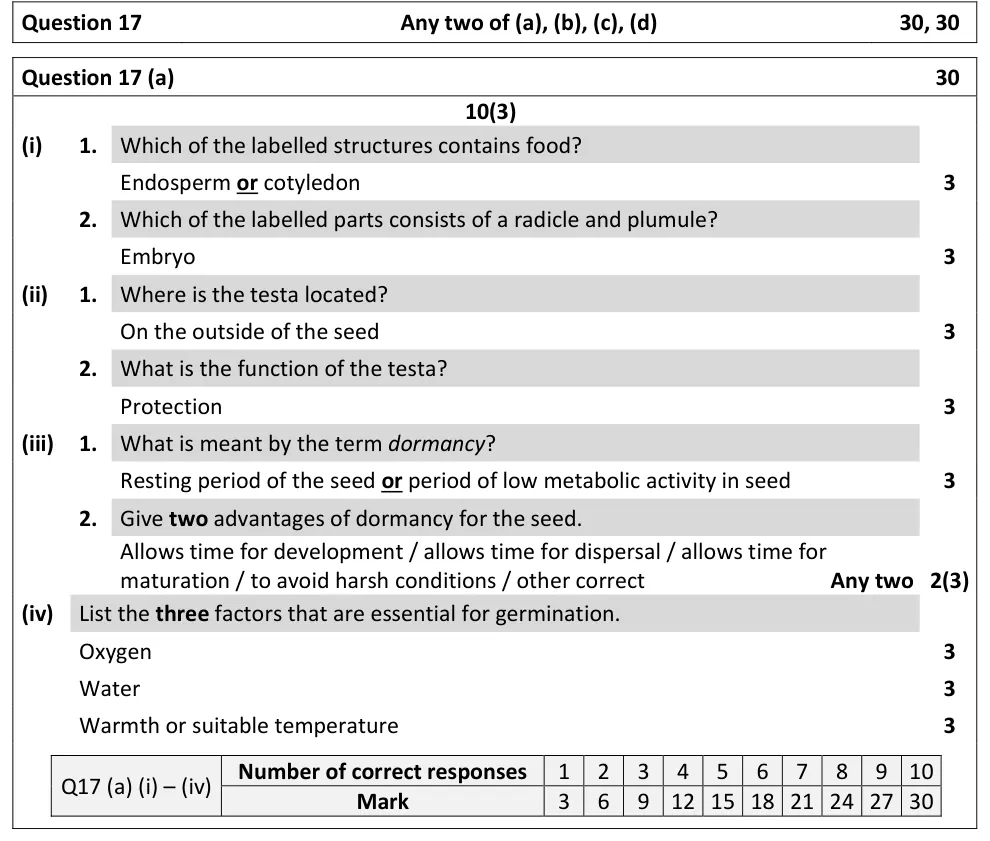 Question 17 Any two of (a), (b), (c), (d) 30, 30
Question 17 (a) 30
10(3)
(i) 1. Which of the labelled structures contains food?
Endosperm or cotyledon 3
2. Which of the labelled parts consists of a radicle and plumule?
Embryo 3
(ii) 1. Where is the testa located?
On the outside of the seed 3
2. What is the function of the testa?
Protection 3
(iii) 1. What is meant by the term dormancy?
Resting period of the seed or period of low metabolic activity in seed 3
2. Give two advantages of dormancy for the seed.
Allows time for development / allows time for dispersal / allows time for
maturation / to avoid harsh conditions / other correct Any two 2(3)
(iv) List the three factors that are essential for germination.
Oxygen 3
Water 3
Warmth or suitable temperature 3
Q17 (a) (i) – (iv) Number of correct responses 1 2 3 4 5 6 7 8 9 10
Mark 3 6 9 12 15 18 21 24 27 30